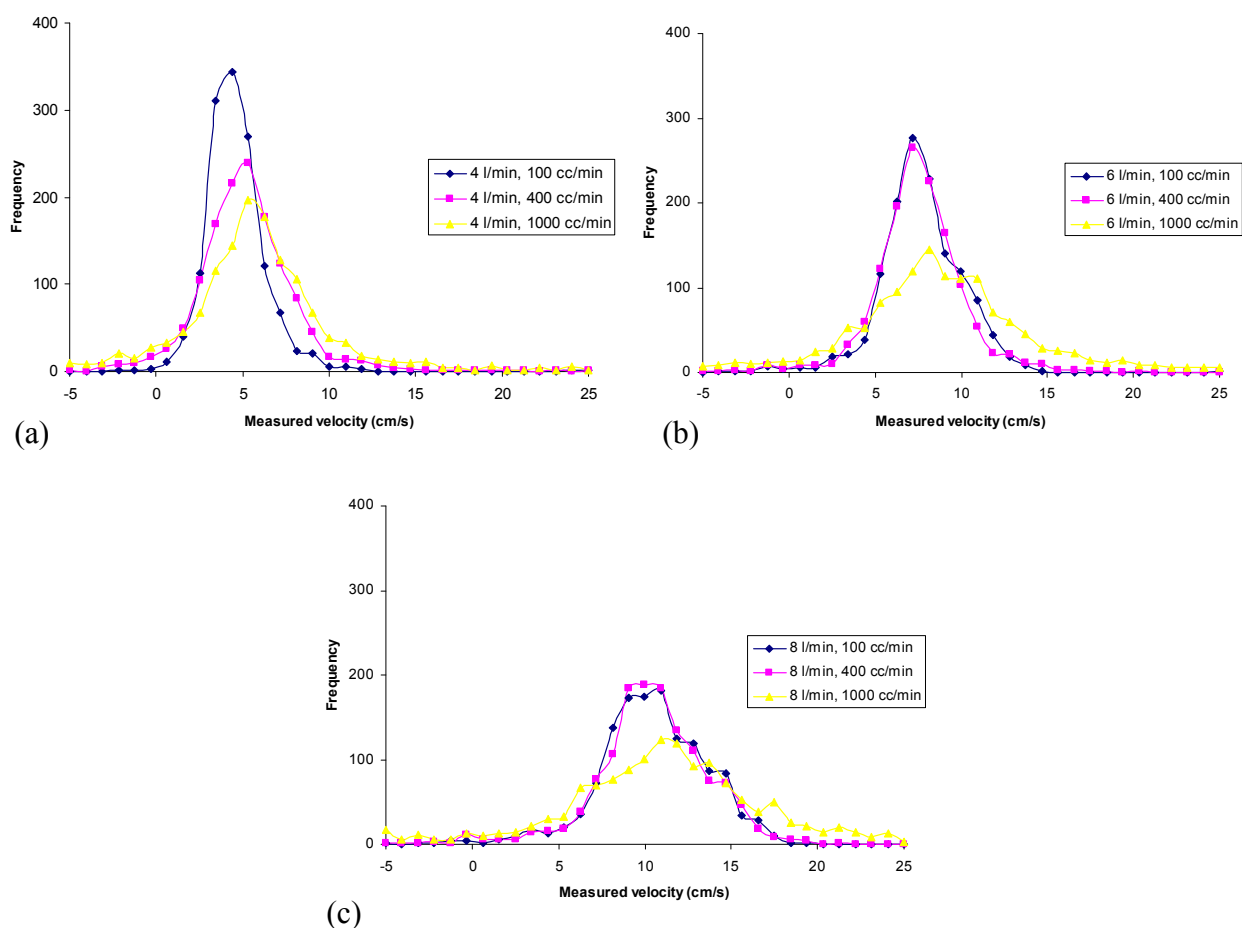 400
300
200
100
0
Frequency
-5 0 5 10 15 20 25
Measured velocity (cm/s)
4 l/min, 100 cc/min
4 l/min, 400 cc/min
4 l/min, 1000 cc/min
(a)
400
300
200
100
0
Frequency
-5 0 5 10 15 20 25
Measured velocity (cm/s)
6 l/min, 100 cc/min
6 l/min, 400 cc/min
6 l/min, 1000 cc/min
(b)
400
300
200
100
0
Frequency
-5 0 5 10 15 20 25
Measured velocity (cm/s)
8 l/min, 100 cc/min
8 l/min, 400 cc/min
8 l/min, 1000 cc/min
(c)